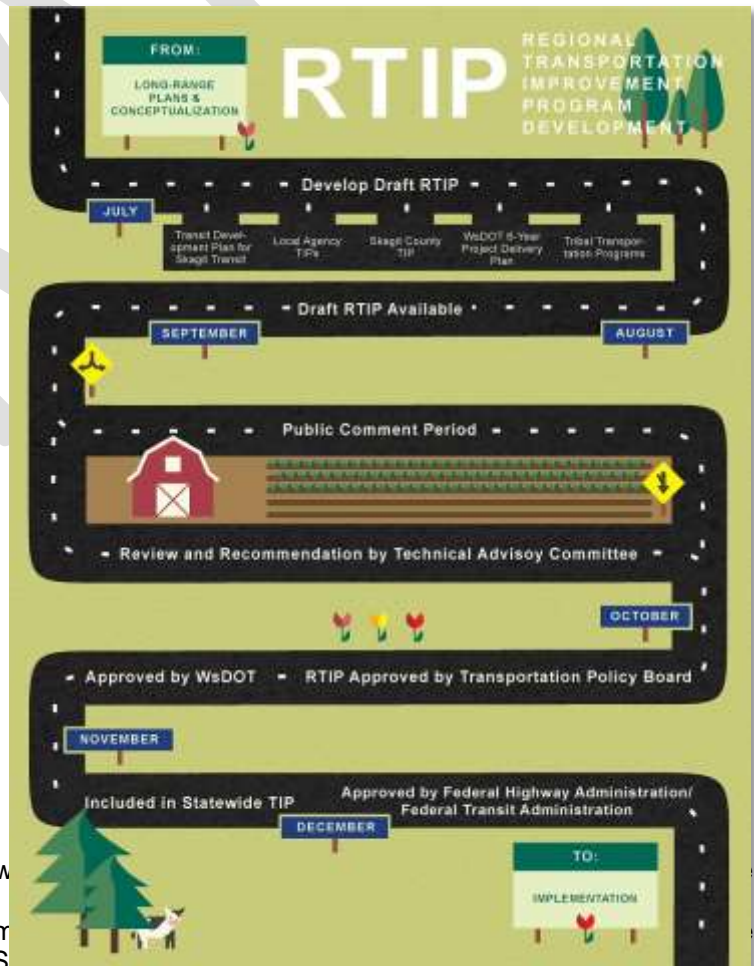 FROM:
LONG-RANGE
PLANS &
CONCEPTUALIZATION
RTIP
REGIONAL
TRANSPORTATION
IMPROVEMENT
PROGRAM
DEVELOPMENT
Develop Draft RTIP
JULY
Transit Devel-
opment Plan for
Skagit Transit
Local Agency
TIPs
Skagit County
TIP
WsDOT 6-Year
Project Delivery
Plan
Tribal Transpor-
tation Programs
Draft RTIP Available
SEPTEMBER
AUGUST
Public Comment Period
Review and Recommendation by Technical Advisoy Committee
OCTOBER
Approved by WsDOT - RTIP Approved by Transportation Policy Board
NOVEMBER
Included in Statewide TIP
Approved by Federal Highway Administration/
Federal Transit Administration
DECEMBER
TO:
IMPLEMENTATION